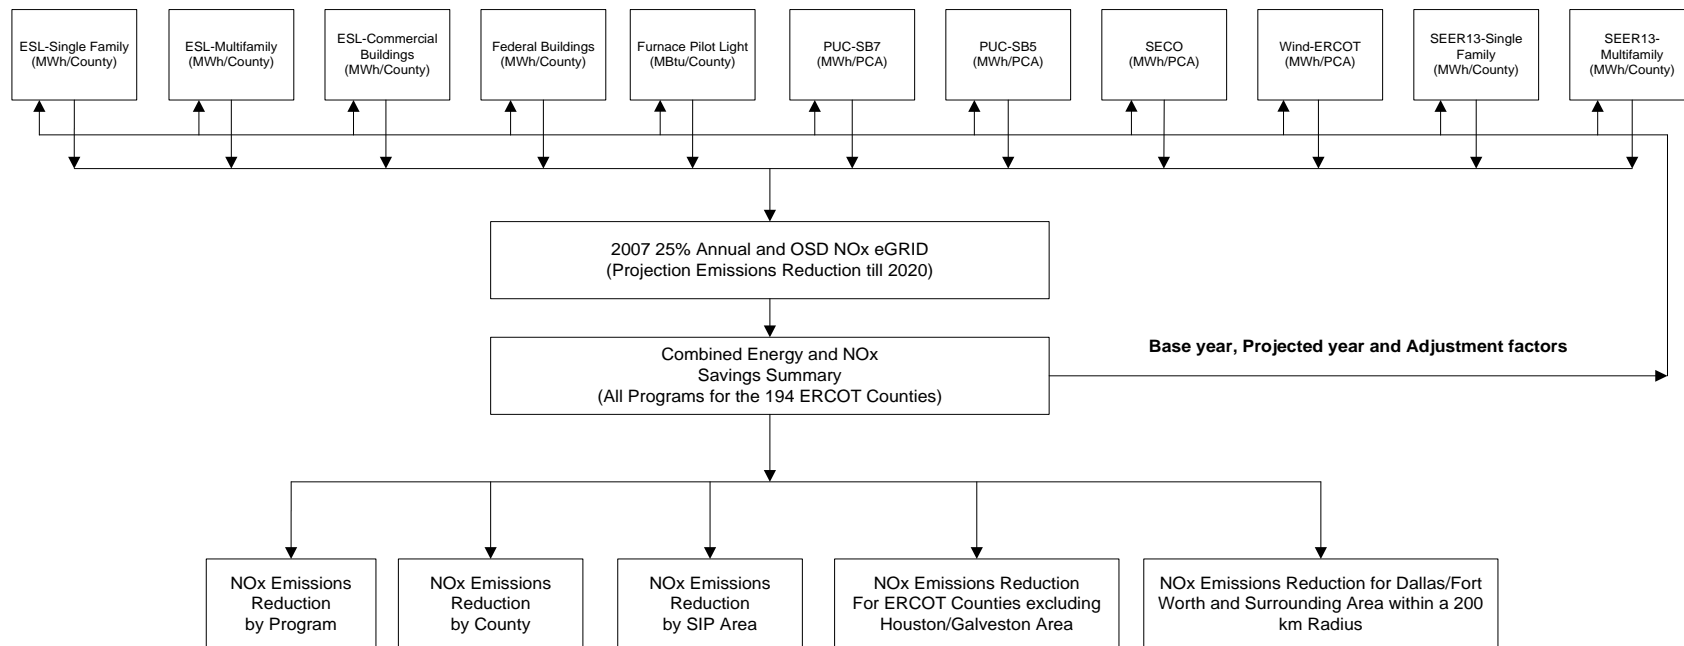 ESL-Single Family
(MWh/County)
ESL-Multifamily
(MWh/County)
ESL-Commercial
Buildings
(MWh/County)
Federal Buildings
(MWh/County)
Furnace Pilot Light
(MBtu/County)
PUC-SB7
(MWh/PCA)
PUC-SB5
(MWh/PCA)
SECO
(MWh/PCA)
Wind-ERCOT
(MWh/PCA)
SEER13-Single
Family
(MWh/County)
SEER13-
Multifamily
(MWh/County)
2007 25% Annual and OSD NOx eGRID
(Projection Emissions Reduction till 2020)
Combined Energy and NOx
Savings Summary
(All Programs for the 194 ERCOT Counties)
Base year, Projected year and Adjustment factors
NOx Emissions
Reduction
by Program
NOx Emissions
Reduction
by County
NOx Emissions
Reduction
by SIP Area
NOx Emissions Reduction
For ERCOT Counties excluding
Houston/Galveston Area
NOx Emissions Reduction for Dallas/Fort
Worth and Surrounding Area within a 200
km Radius